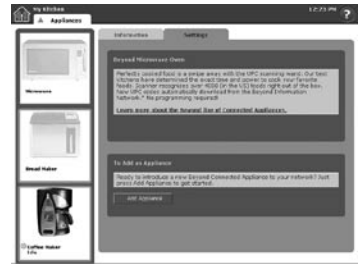 My Kitchen
12:23 PM
?
Appliances
Information
Settings
Beyond Microwave Oven
Perfectly cooked food is a swipe away with the UPC scanning wand. Our test
kitchens have determined the exact time and power to cook your favorite
foods. Scanner recognizes over 4000 (in the US) foods right out of the box.
New UPC codes automatically download from the Beyond Information
Network.* No programming required!
Learn more about the Beyond line of Connected Appliances.
Microwave
To Add an Appliance
Ready to introduce a new Beyond Connected Appliance to your network? Just
press Add Appliance to get started.
Add Appliance
Bread Maker
Coffee Maker